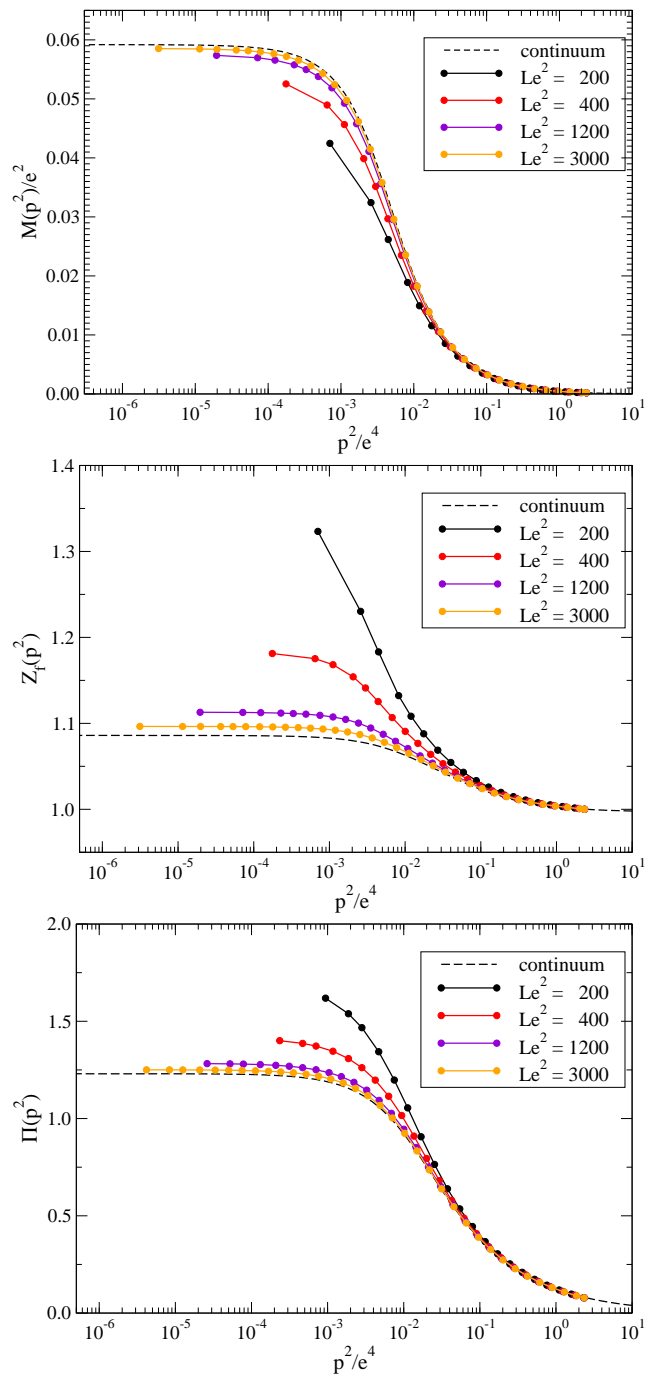 0.06
0.05
0.04
0.03
0.02
0.01
0.00
M(p²)/e²
continuum
Le² = 200
Le² = 400
Le² = 1200
Le² = 3000
10⁻⁶ 10⁻⁵ 10⁻⁴ 10⁻³ 10⁻² 10⁻¹ 10⁰ 10¹
p²/e⁴
1.4
1.3
1.2
1.1
1.0
Z_f(p²)
continuum
Le² = 200
Le² = 400
Le² = 1200
Le² = 3000
10⁻⁶ 10⁻⁵ 10⁻⁴ 10⁻³ 10⁻² 10⁻¹ 10⁰ 10¹
p²/e⁴
2.0
1.5
1.0
0.5
0.0
Π(p²)
continuum
Le² = 200
Le² = 400
Le² = 1200
Le² = 3000
10⁻⁶ 10⁻⁵ 10⁻⁴ 10⁻³ 10⁻² 10⁻¹ 10⁰ 10¹
p²/e⁴